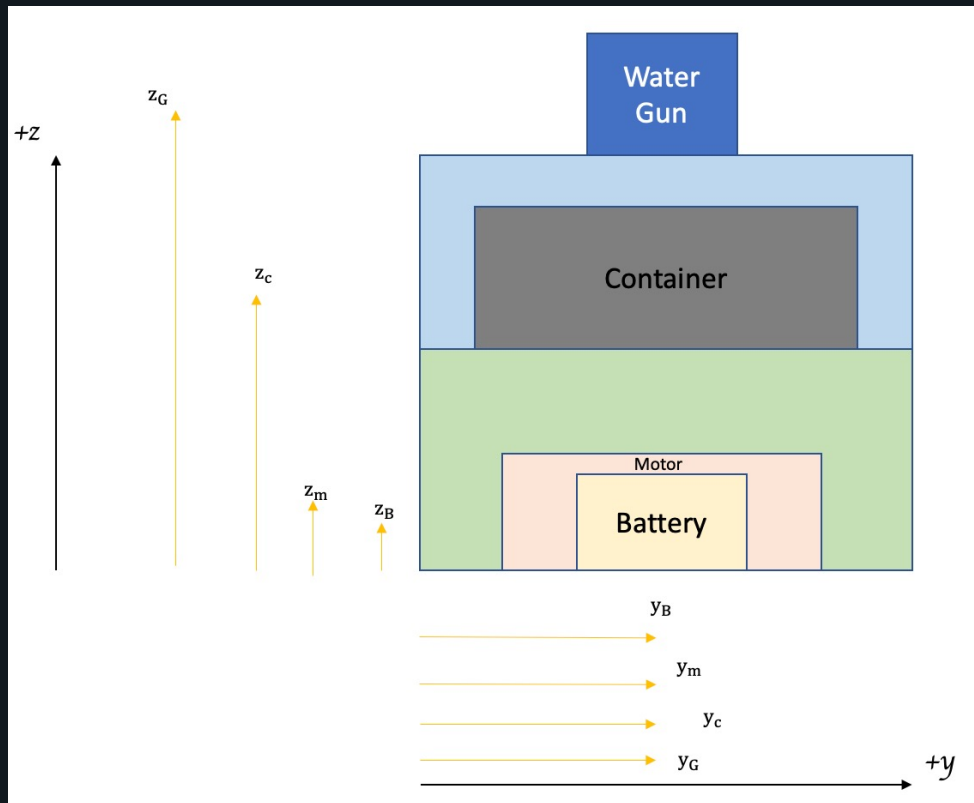 Water
Gun
z_G
+z
Container
z_c
Motor
z_m
z_B
Battery
y_B
y_m
y_c
y_G
+y